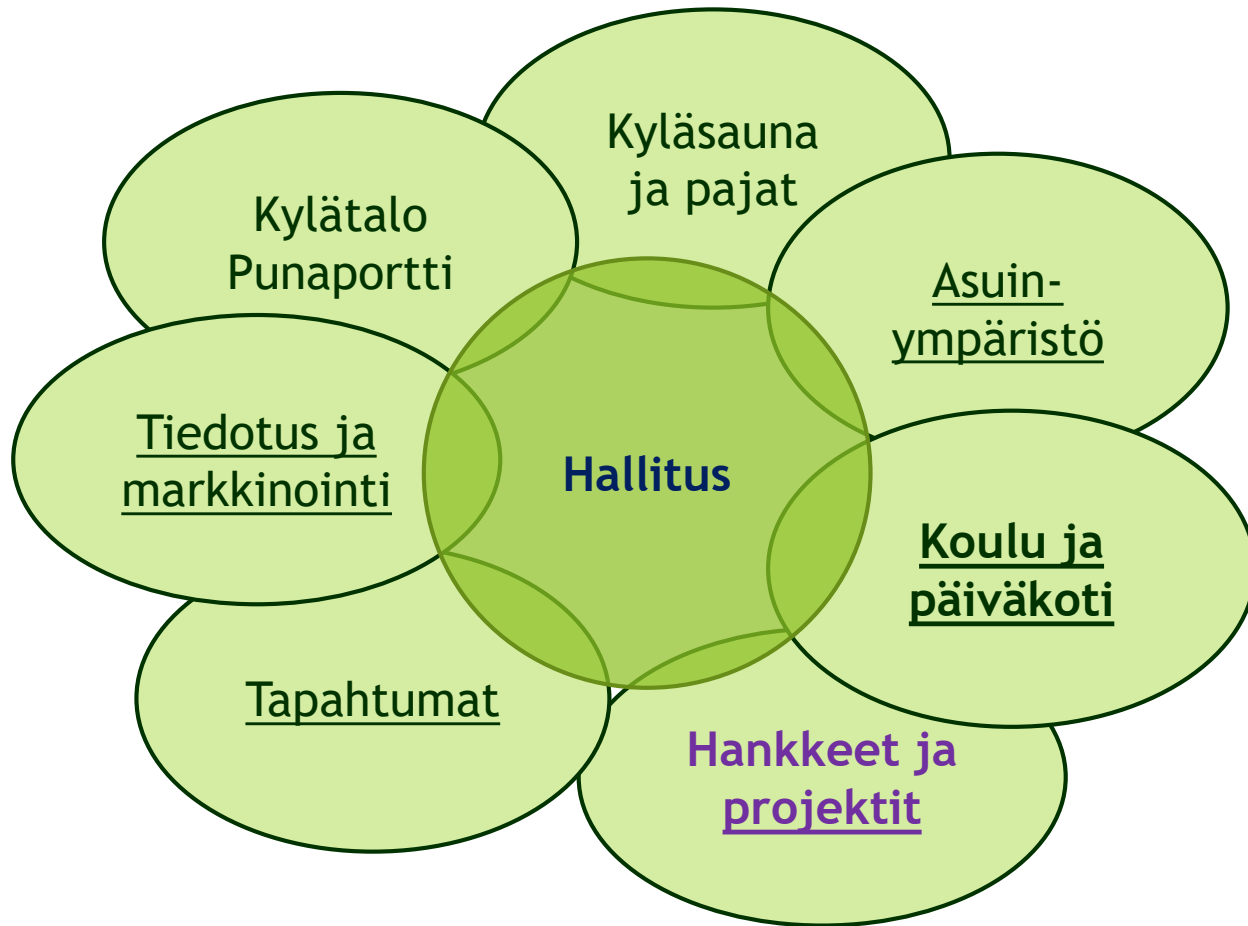 Kyläsauna
ja pajat
Kylätalo
Punaportti
Asuin-
ympäristö
Tiedotus ja
markkinointi
Hallitus
Koulu ja
päiväkoti
Tapahtumat
Hankkeet ja
projektit